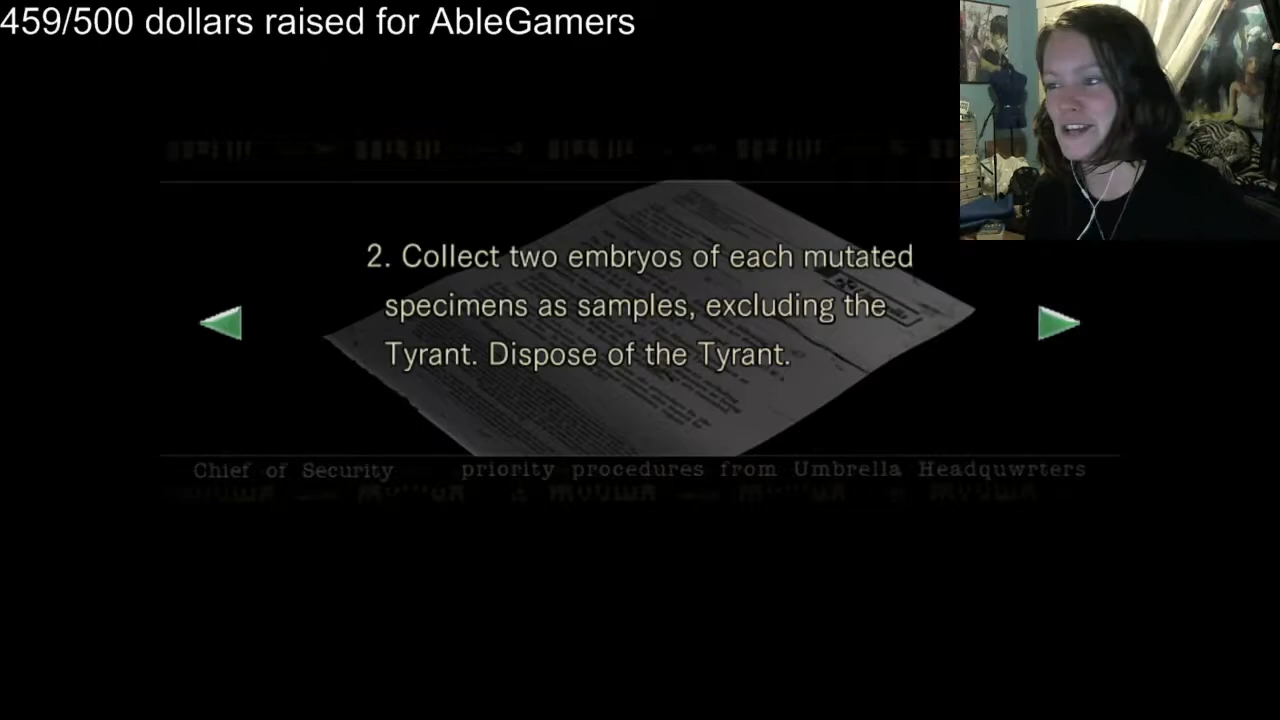 459/500 dollars raised for AbleGamers
2. Collect two embryos of each mutated
specimens as samples, excluding the
Tyrant. Dispose of the Tyrant.
Chief of Security priority procedures from Umbrella Headquwrters